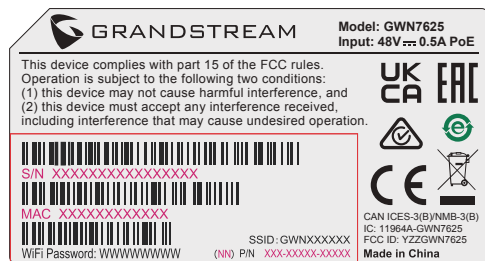 GRANDSTREAM
Model: GWN7625
Input: 48V⎓0.5A PoE
This device complies with part 15 of the FCC rules.
Operation is subject to the following two conditions:
(1) this device may not cause harmful interference, and
(2) this device must accept any interference received,
including interference that may cause undesired operation.
UK
CA
EAC
e
CE
S/N XXXXXXXXXXXXXXXX
MAC XXXXXXXXXXXX
SSID:GWNXXXXXX
WiFi Password: WWWWWWWWWW
(NN) P/N XXX-XXXXX-XXXXX
CAN ICES-3(B)/NMB-3(B)
IC: 11964A-GWN7625
FCC ID: YZZGWN7625
Made in China